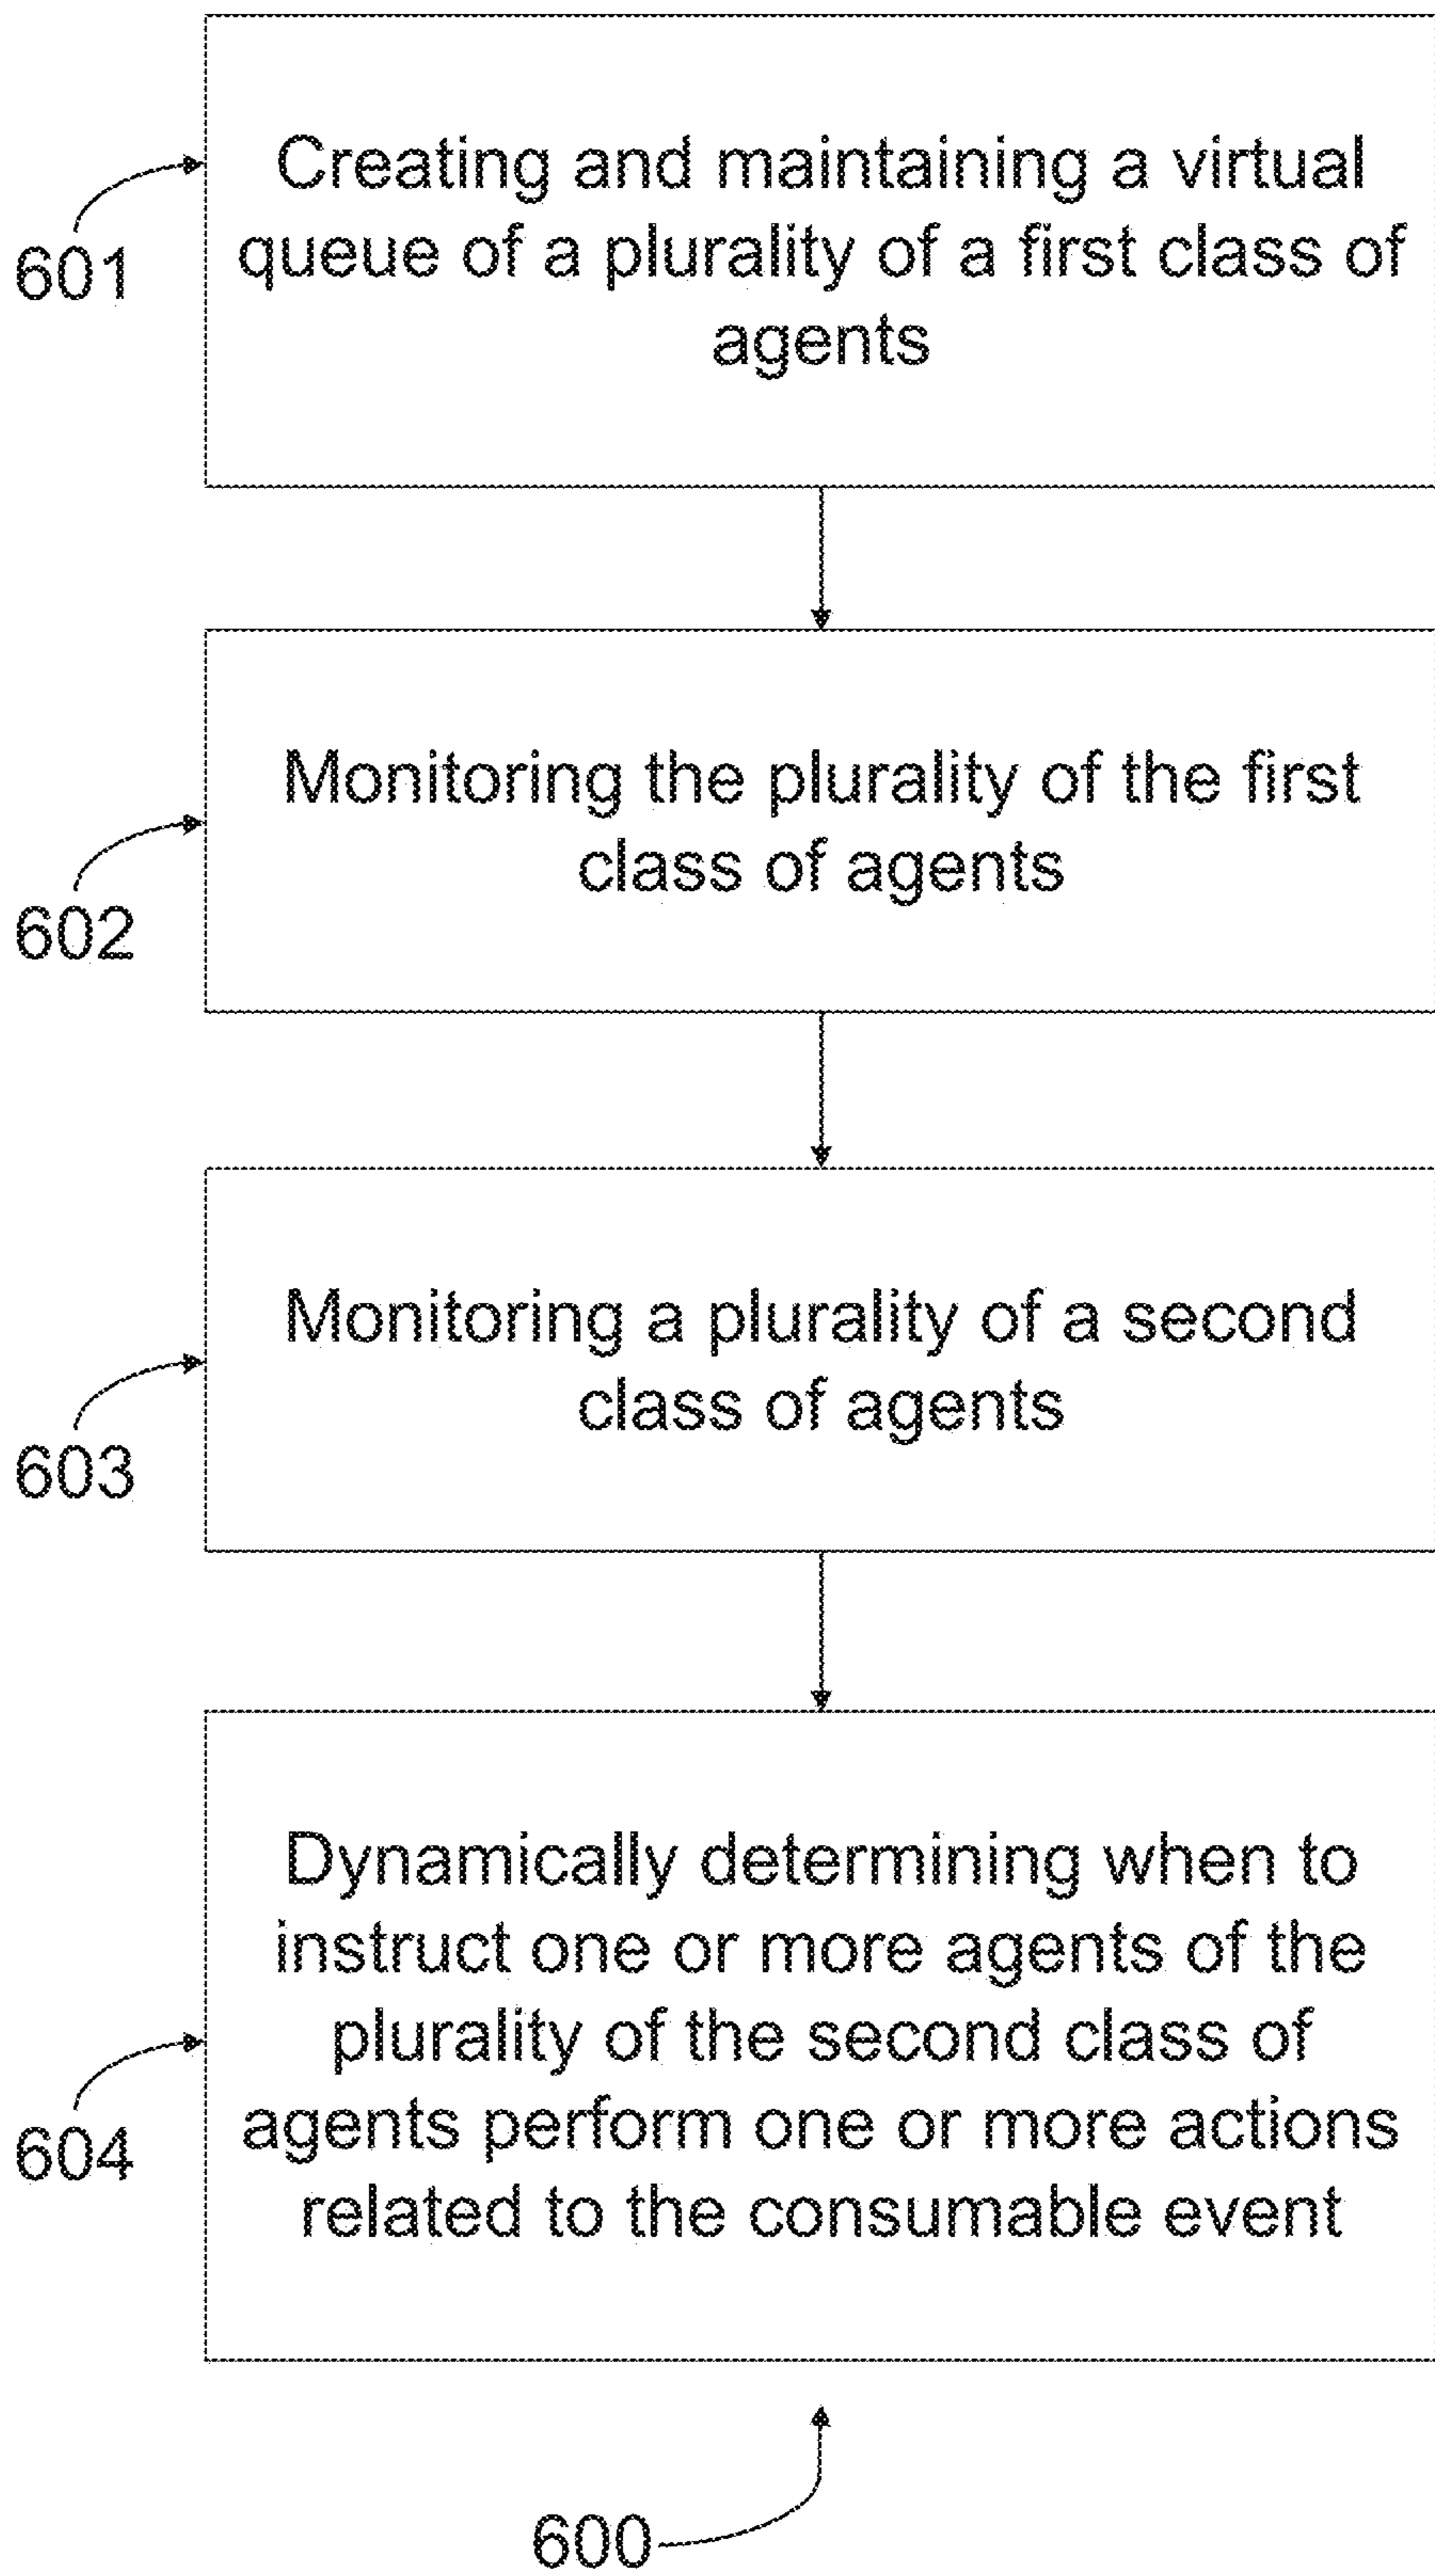 Creating and maintaining a virtual
queue of a plurality of a first class of
agents
601
Monitoring the plurality of the first
class of agents
602
Monitoring a plurality of a second
class of agents
603
Dynamically determining when to
instruct one or more agents of the
plurality of the second class of
agents perform one or more actions
related to the consumable event
604
600